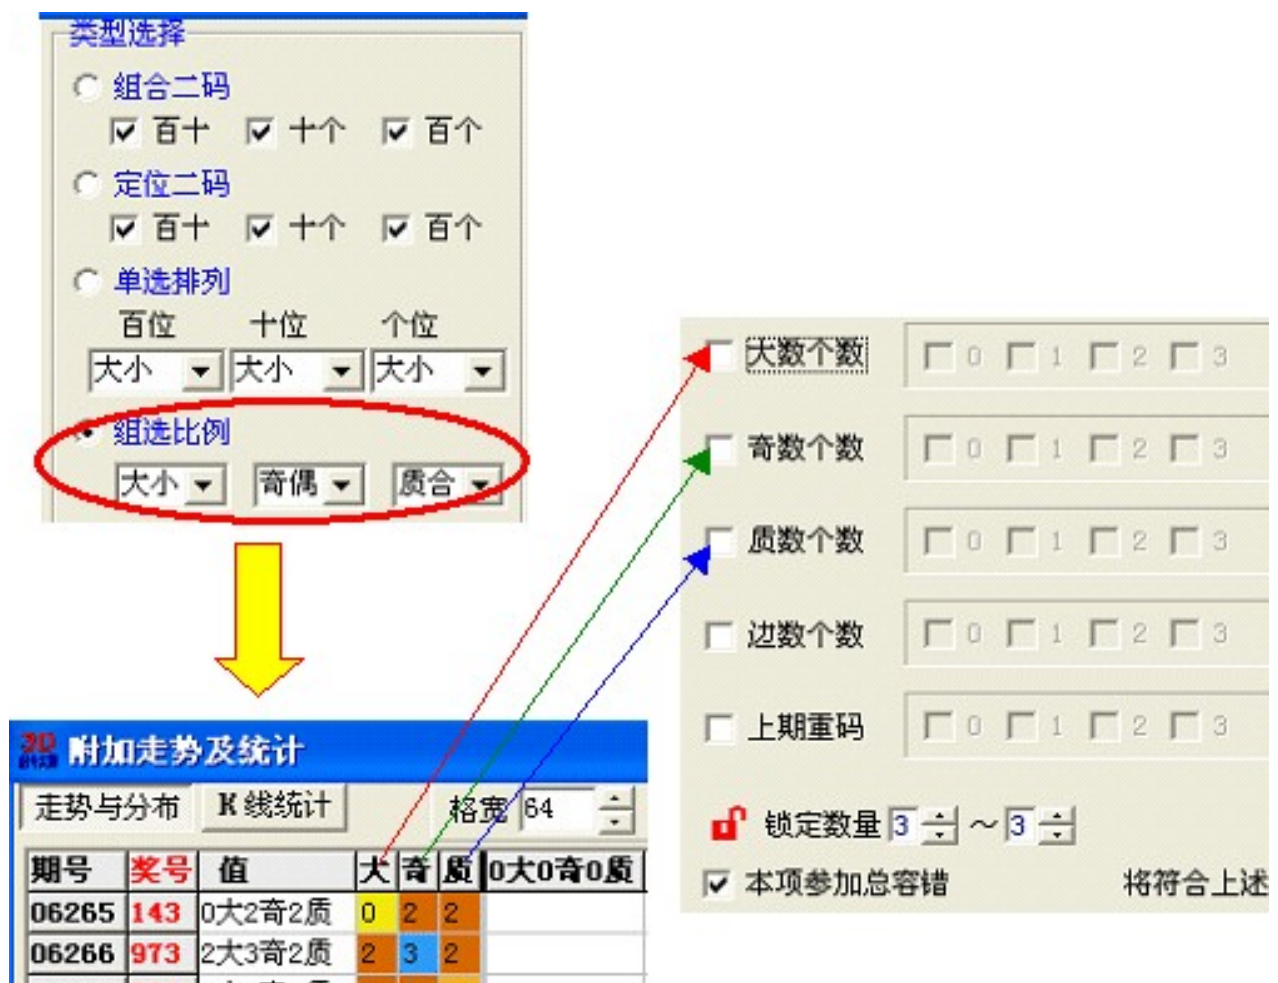 类型选择
组合二码
百十 十个 百个
定位二码
百十 十个 百个
单选排列
百位 十位 个位
大小 大小 大小
组选比例
大小 奇偶 质合
大数个数 0 1 2 3
奇数个数 0 1 2 3
质数个数 0 1 2 3
边数个数 0 1 2 3
上期重码 0 1 2 3
锁定数量 3 ～ 3
本项参加总容错 将符合上述
3D 附加走势及统计
走势与分布 K线统计 格宽 64
期号 奖号 值 大 奇 质 0大0奇0质
06265 143 0大2奇2质 0 2 2
06266 973 2大3奇2质 2 3 2